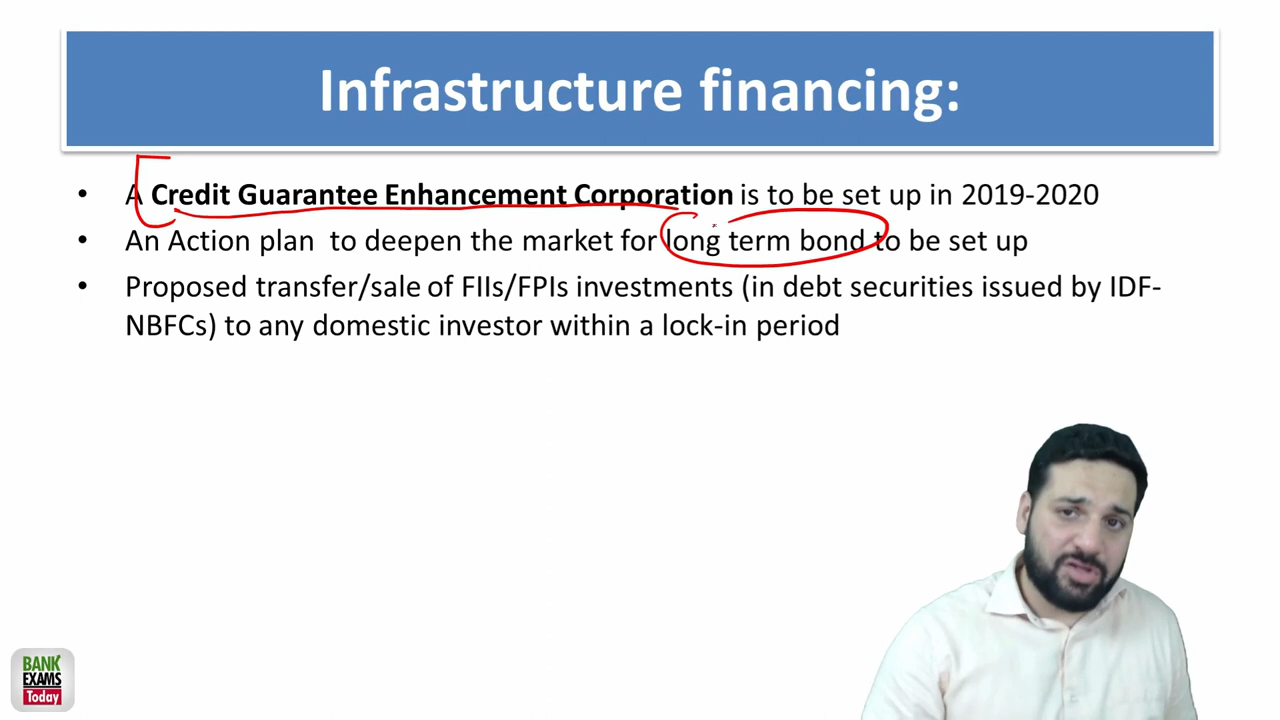 Infrastructure financing:
• A Credit Guarantee Enhancement Corporation is to be set up in 2019-2020
• An Action plan to deepen the market for long term bond to be set up
• Proposed transfer/sale of FIIs/FPIs investments (in debt securities issued by IDF-
NBFCs) to any domestic investor within a lock-in period
BANK
EXAMS
Today